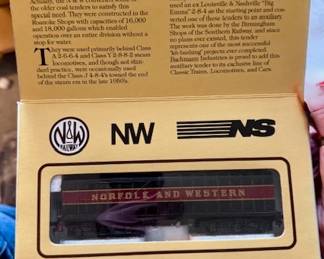 the older coal tenders to satisfy this
special need. They were constructed in the
Roanoke Shops with capacities of 16,000
and 18,000 gallons which enabled
operation over an entire division without a
stop for water.
They were used primarily behind Class
A 2-6-6-4 and Class Y 2-8-8-2 steam
locomotives, and though not stan-
dard practice, were occasionally used
behind the Class J 4-8-4's toward the end
of the steam era in the late 1950's.
used an ex Louisville & Nashville "Big
Emma" 2-8-4 as the starting point and con-
verted one of those tenders to an auxiliary.
The work was done by the Birmingham
Shops of the Southern Railway, and since
no plans ever existed, this tender
represents one of the most successful
"kit-bashing" projects ever completed.
Bachmann Industries is proud to add this
auxiliary tender to its exclusive line of
Classic Trains, Locomotives, and Cars.
N&W
RAILWAY
NW
NS
NORFOLK AND WESTERN